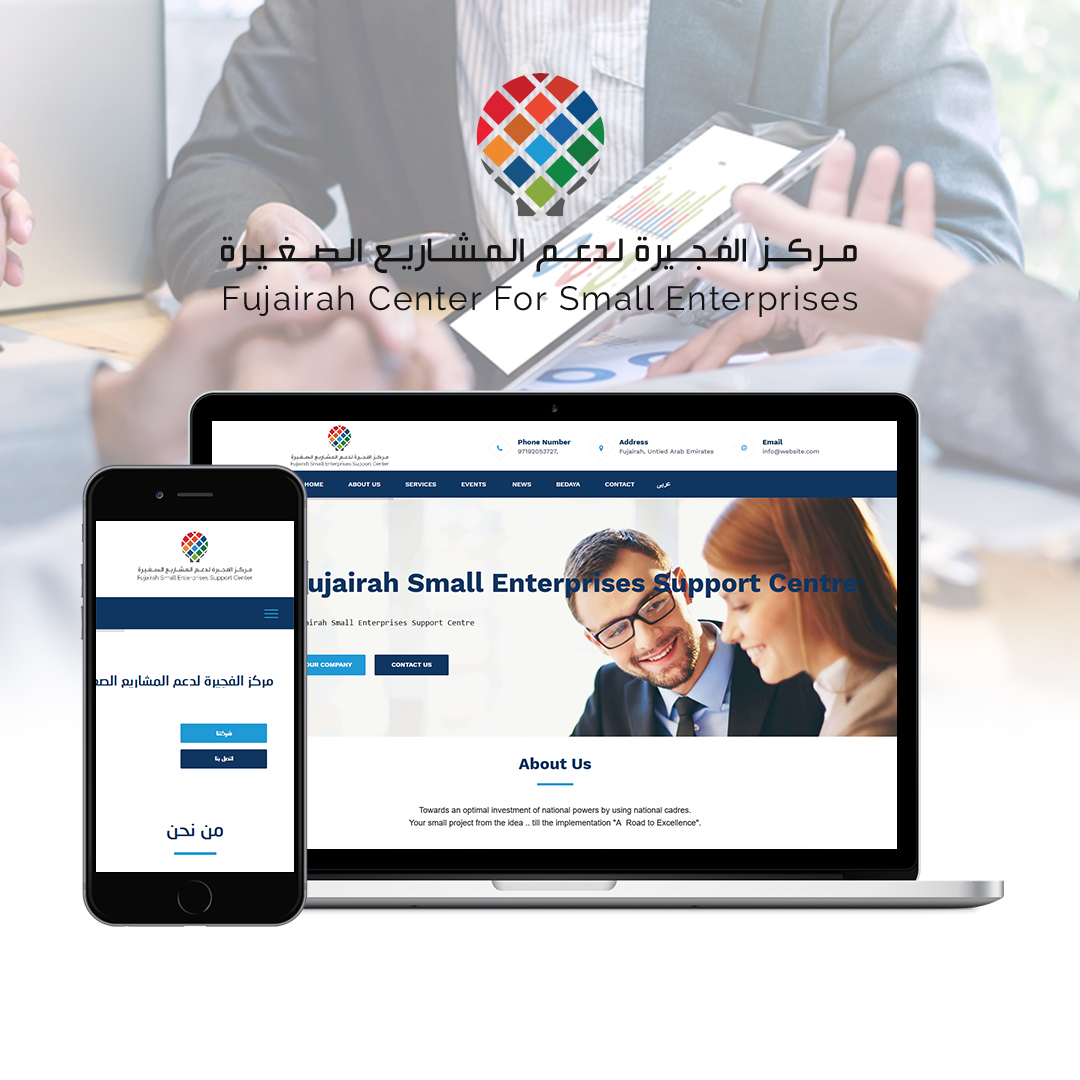 مركز الفجيرة لدعم المشاريع الصغيرة
Fujairah Center For Small Enterprises
مركز الفجيرة لدعم المشاريع الصغيرة
Fujairah Small Enterprises Support Center
Phone Number
97192053727,
Address
Fujairah, Untied Arab Emirates
Email
info@website.com
HOME ABOUT US SERVICES EVENTS NEWS BEDAYA CONTACT عربي
ujairah Small Enterprises Support Centre
airah Small Enterprises Support Centre
OUR COMPANY CONTACT US
About Us
Towards an optimal investment of national powers by using national cadres.
Your small project from the idea .. till the implementation "A Road to Excellence".
مركز الفجيرة لدعم المشاريع الصغيرة
Fujairah Small Enterprises Support Center
مركز الفجيرة لدعم المشاريع الصغ
شركتنا
اتصل بنا
من نحن